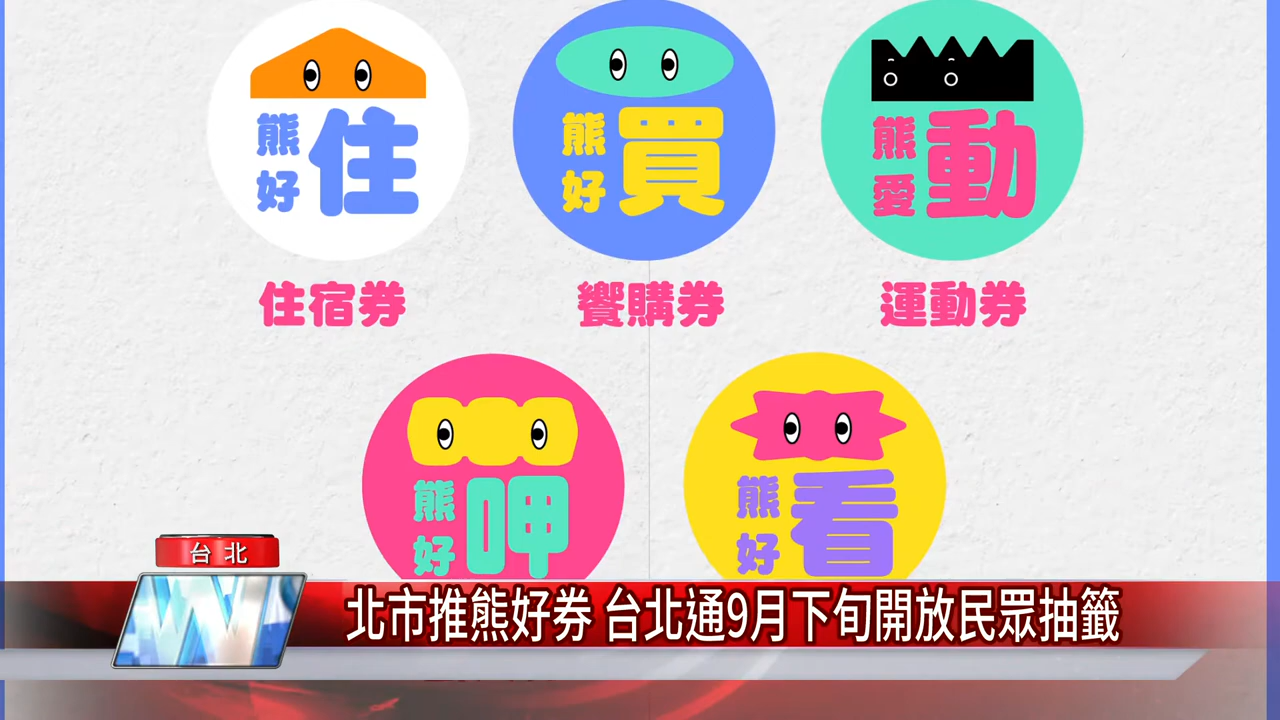 熊好住
熊好買
熊愛動
住宿券
饗購券
運動券
熊好呷
熊好看
台北
北市推熊好券 台北通9月下旬開放民眾抽籤